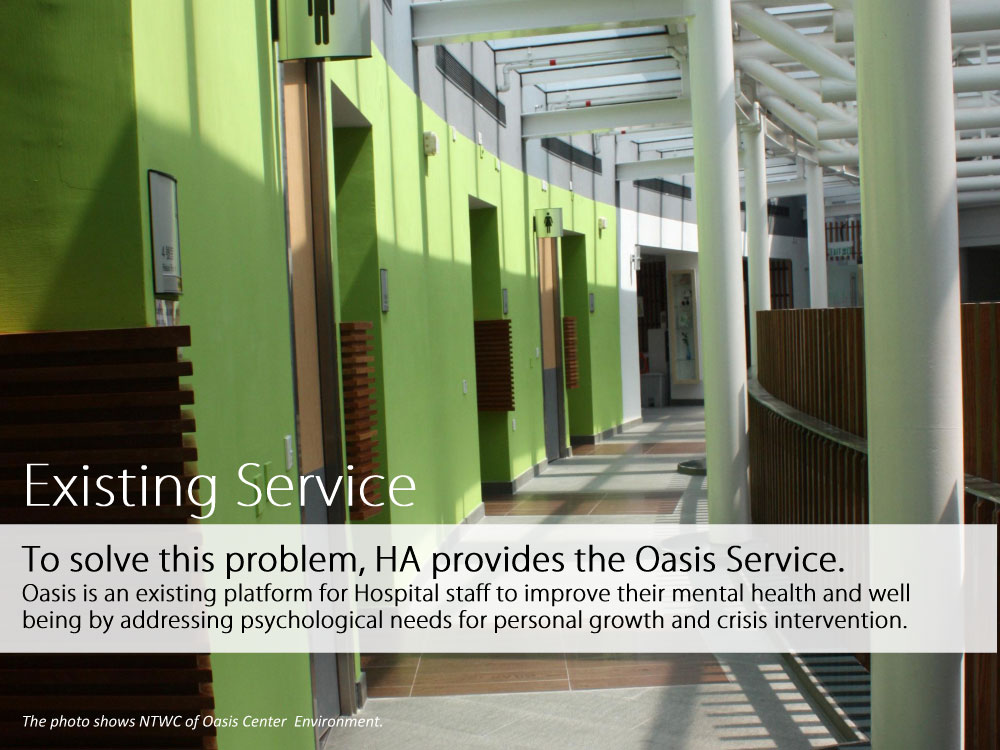 Existing Service
To solve this problem, HA provides the Oasis Service.
Oasis is an existing platform for Hospital staff to improve their mental health and well
being by addressing psychological needs for personal growth and crisis intervention.
The photo shows NTWC of Oasis Center Environment.